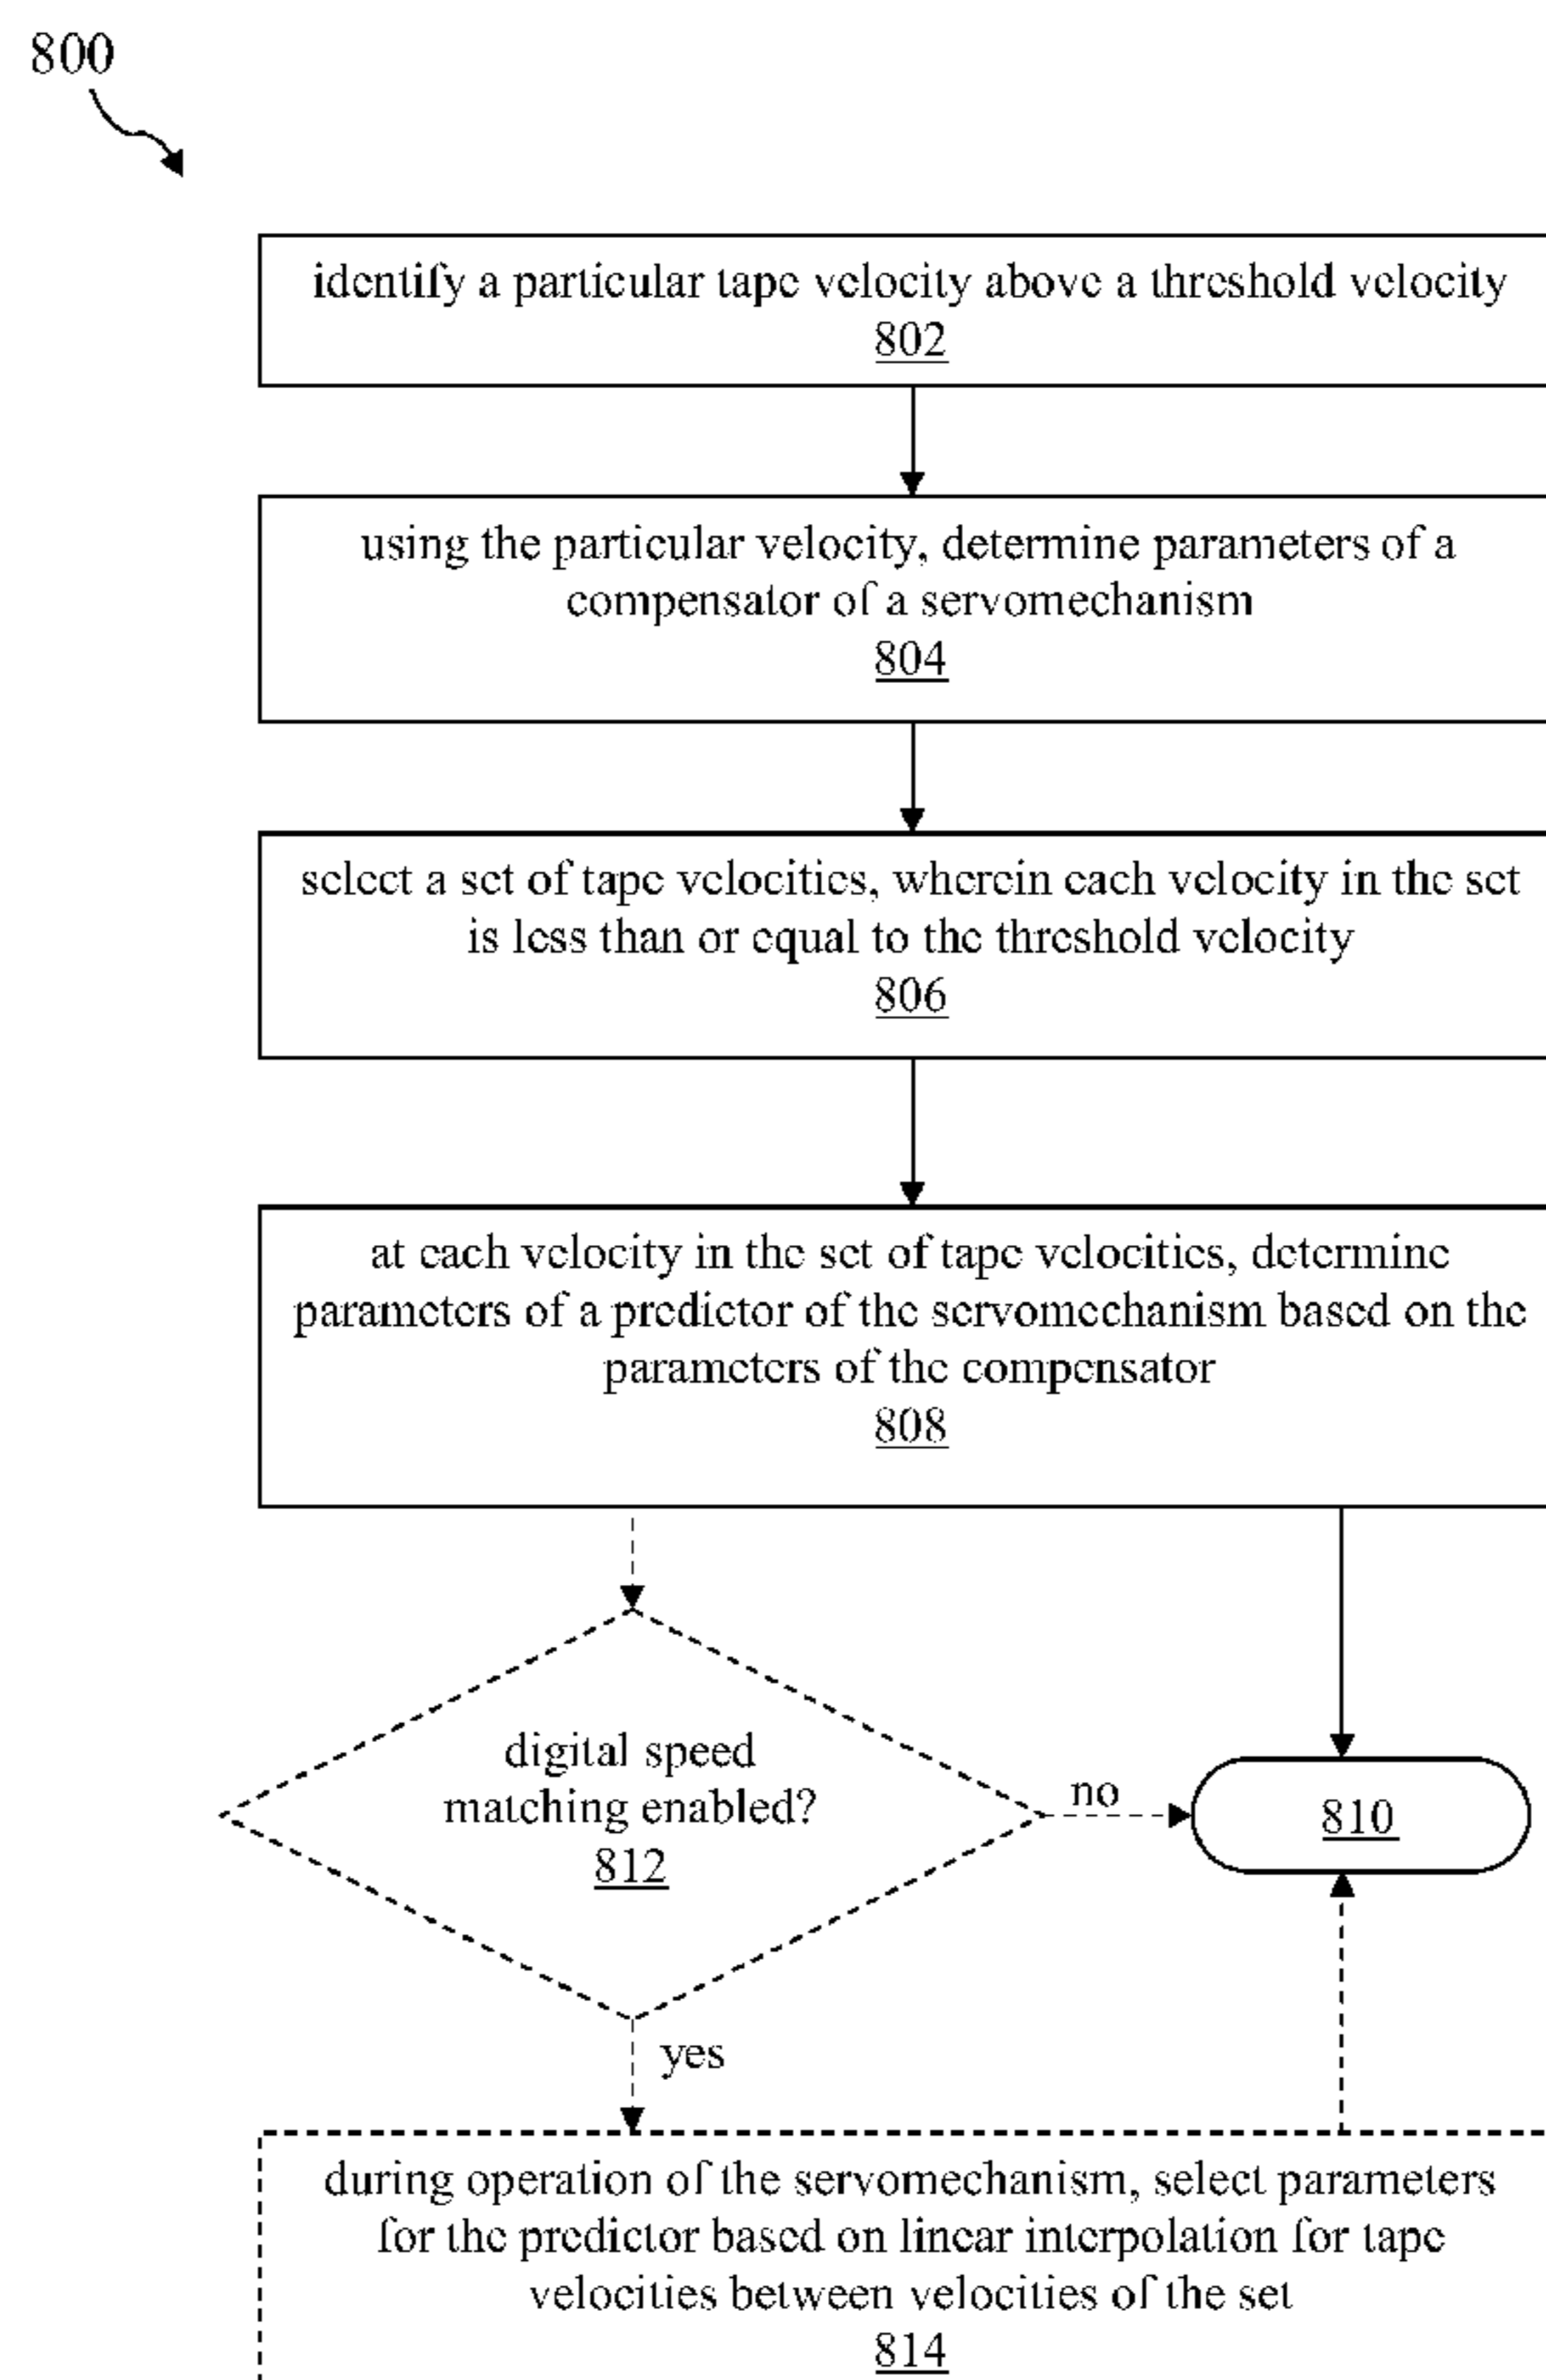 800
identify a particular tape velocity above a threshold velocity
802
using the particular velocity, determine parameters of a
compensator of a servomechanism
804
select a set of tape velocities, wherein each velocity in the set
is less than or equal to the threshold velocity
806
at each velocity in the set of tape velocities, determine
parameters of a predictor of the servomechanism based on the
parameters of the compensator
808
digital speed
matching enabled?
812
no
810
yes
during operation of the servomechanism, select parameters
for the predictor based on linear interpolation for tape
velocities between velocities of the set
814